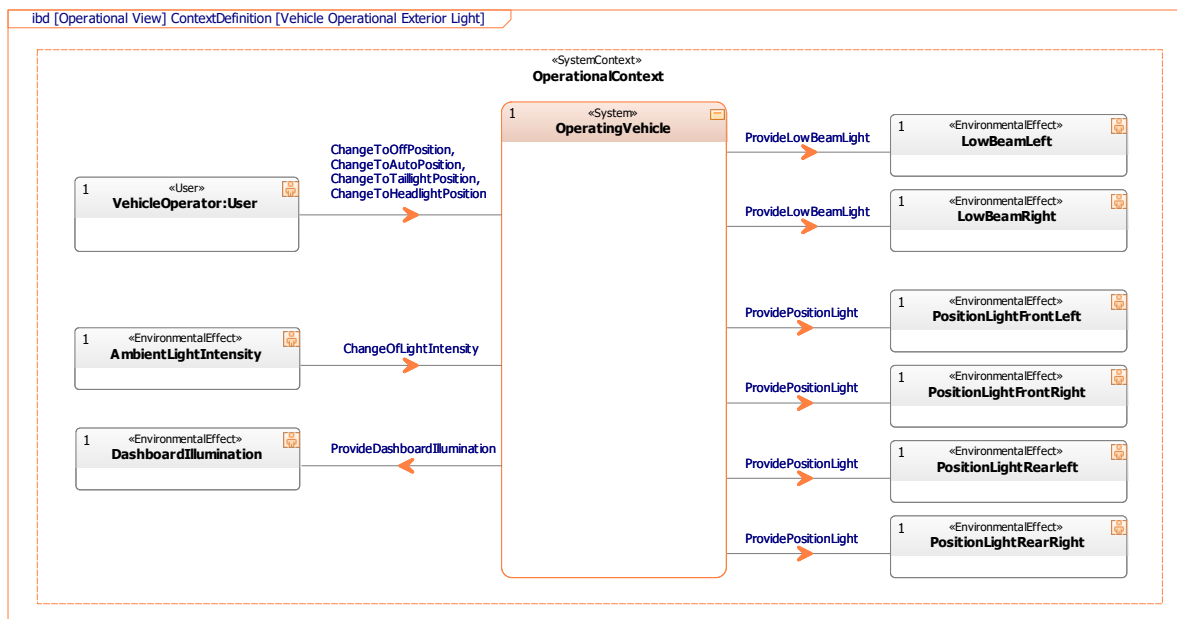 ibd [Operational View] ContextDefinition [Vehicle Operational Exterior Light]
«SystemContext»
OperationalContext
1
«User»
VehicleOperator:User
ChangeToOffPosition,
ChangeToAutoPosition,
ChangeToTaillightPosition,
ChangeToHeadlightPosition
1
«EnvironmentalEffect»
AmbientLightIntensity
ChangeOfLightIntensity
1
«EnvironmentalEffect»
DashboardIllumination
ProvideDashboardIllumination
1
«System»
OperatingVehicle
ProvideLowBeamLight
1
«EnvironmentalEffect»
LowBeamLeft
ProvideLowBeamLight
1
«EnvironmentalEffect»
LowBeamRight
ProvidePositionLight
1
«EnvironmentalEffect»
PositionLightFrontLeft
ProvidePositionLight
1
«EnvironmentalEffect»
PositionLightFrontRight
ProvidePositionLight
1
«EnvironmentalEffect»
PositionLightRearleft
ProvidePositionLight
1
«EnvironmentalEffect»
PositionLightRearRight